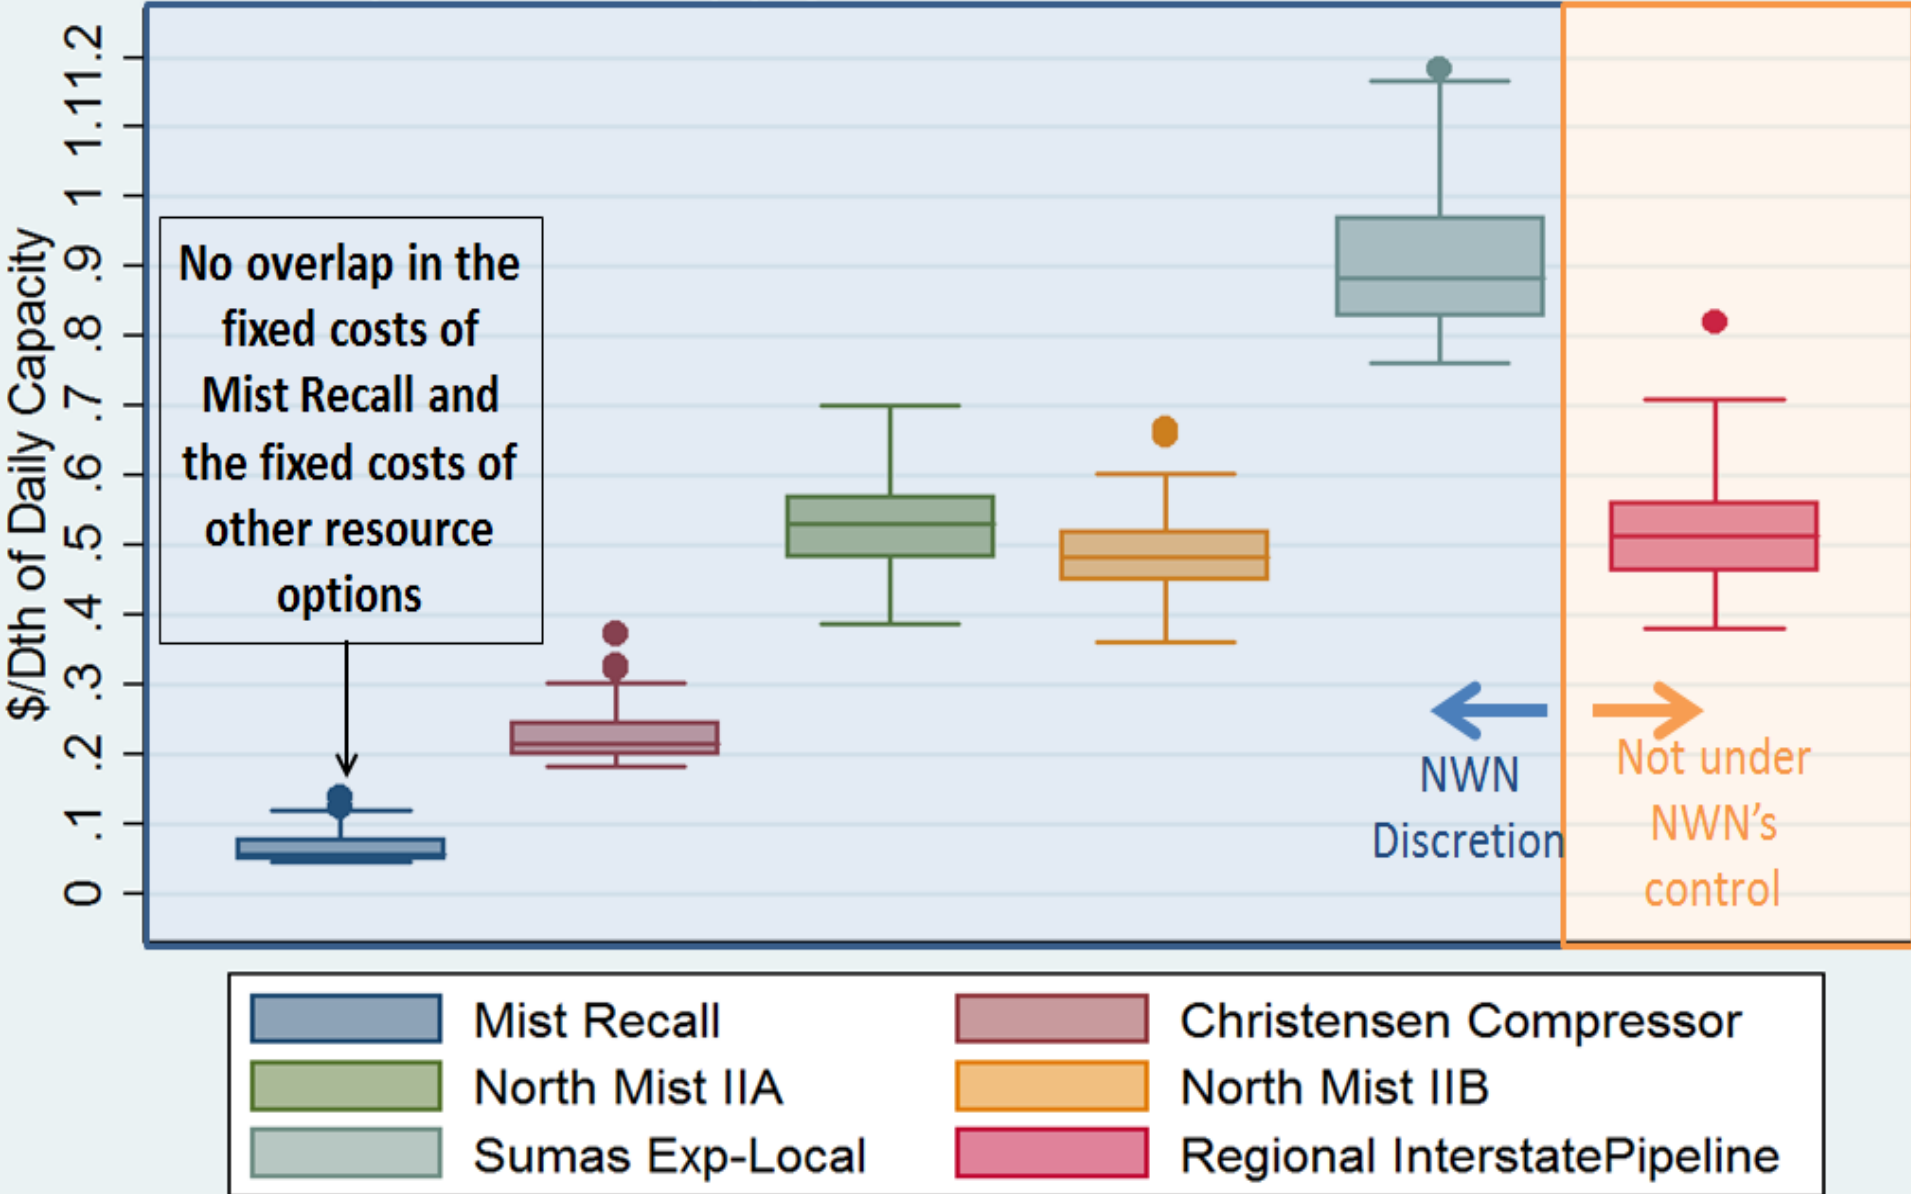 $/Dth of Daily Capacity
0 .1 .2 .3 .4 .5 .6 .7 .8 .9 1 1.1 1.2
No overlap in the
fixed costs of
Mist Recall and
the fixed costs of
other resource
options
NWN
Discretion
Not under
NWN's
control
Mist Recall
Christensen Compressor
North Mist IIA
North Mist IIB
Sumas Exp-Local
Regional InterstatePipeline